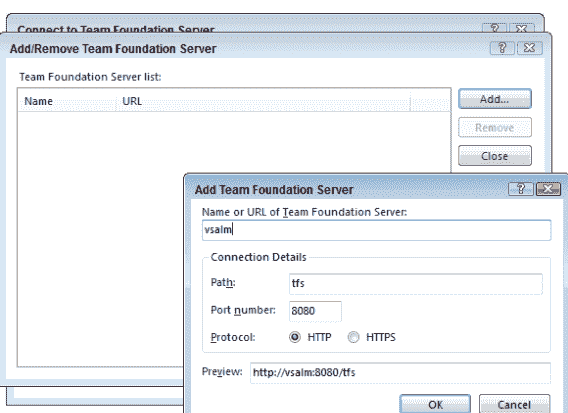 Connect to Team Foundation Server
Add/Remove Team Foundation Server
Team Foundation Server list:
Name URL
Add...
Remove
Close
Add Team Foundation Server
Name or URL of Team Foundation Server:
vsalm
Connection Details
Path: tfs
Port number: 8080
Protocol: HTTP HTTPS
Preview: http://vsalm:8080/tfs
OK Cancel